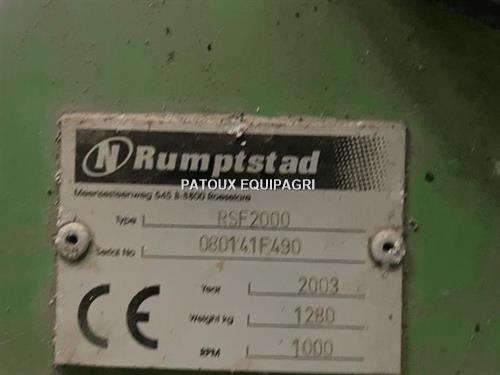 N Rumptstad
PATOUX EQUIPAGRI
Meensesteenweg 545 B-8800 Roeselare
Type RSF2000
Serial No 080141F490
Year 2003
Weight kg 1280
RPM 1000
CE